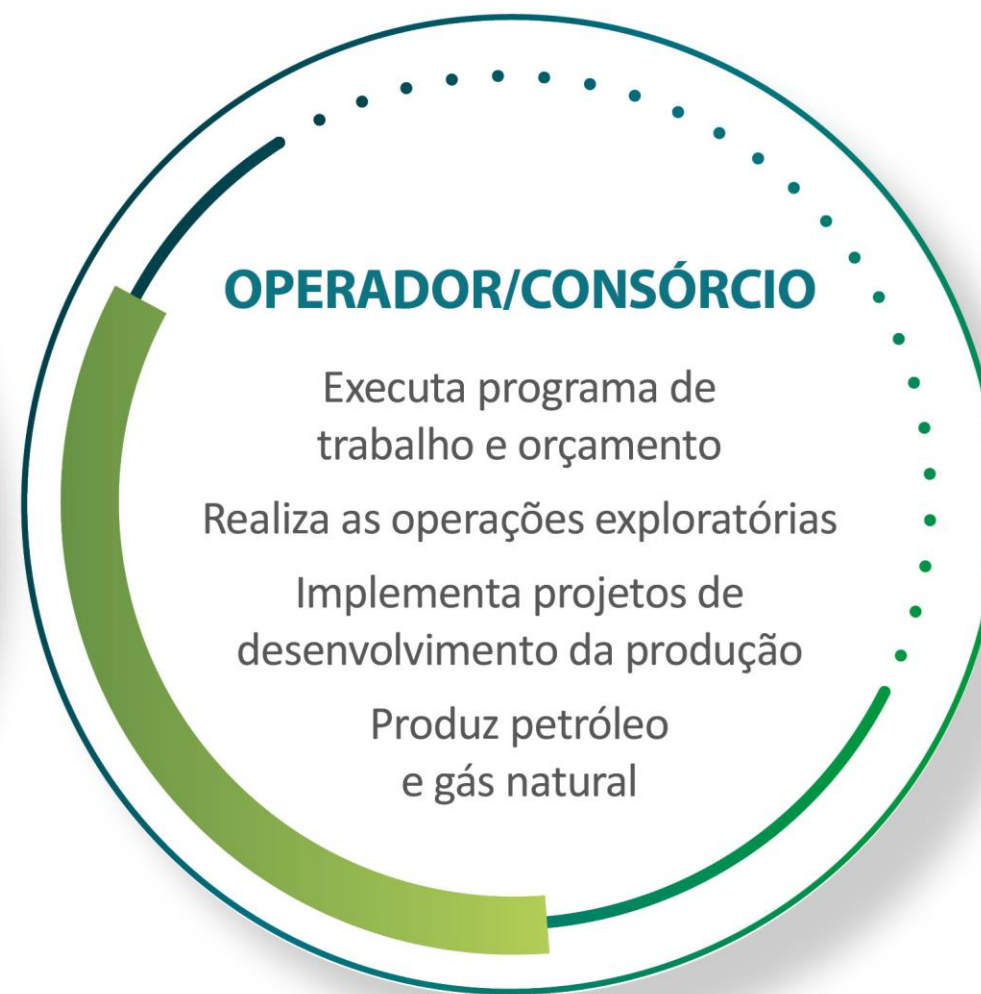 OPERADOR/CONSÓRCIO
Executa programa de
trabalho e orçamento
Realiza as operações exploratórias
Implementa projetos de
desenvolvimento da produção
Produz petróleo
e gás natural